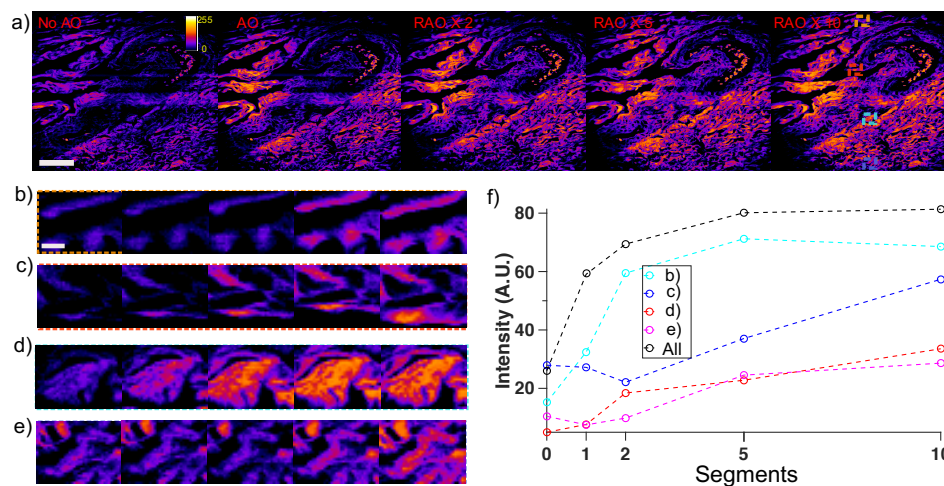 a)
No AO
255
0
AO
RAO X 2
RAO X 5
RAO X 10
b)
c)
d)
e)
f)
80
60
40
20
Intensity (A.U.)
b)
c)
d)
e)
All
0
1
2
5
10
Segments